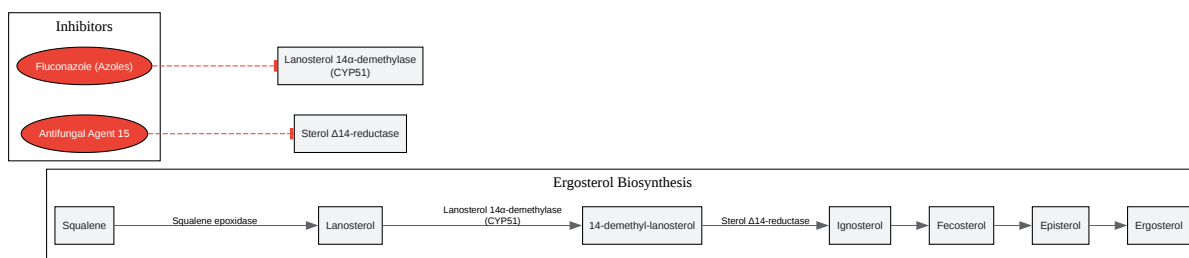 Inhibitors
Fluconazole (Azoles)
Lanosterol 14α-demethylase
(CYP51)
Antifungal Agent 15
Sterol Δ14-reductase
Ergosterol Biosynthesis
Squalene
Squalene epoxidase
Lanosterol
Lanosterol 14α-demethylase
(CYP51)
14-demethyl-lanosterol
Sterol Δ14-reductase
Ignosterol
Fecosterol
Episterol
Ergosterol